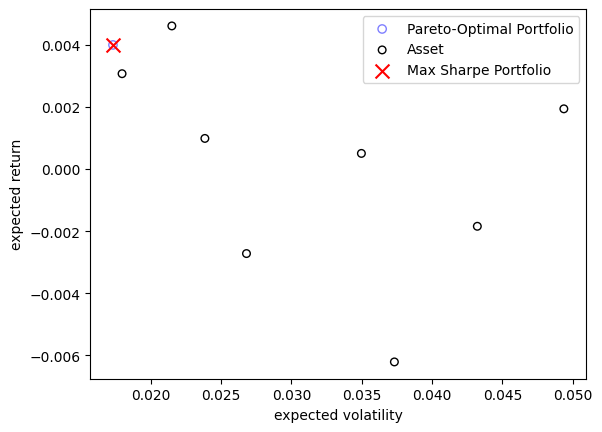 Pareto-Optimal Portfolio
Asset
Max Sharpe Portfolio
expected return
0.004
0.002
0.000
−0.002
−0.004
−0.006
0.020 0.025 0.030 0.035 0.040 0.045 0.050
expected volatility